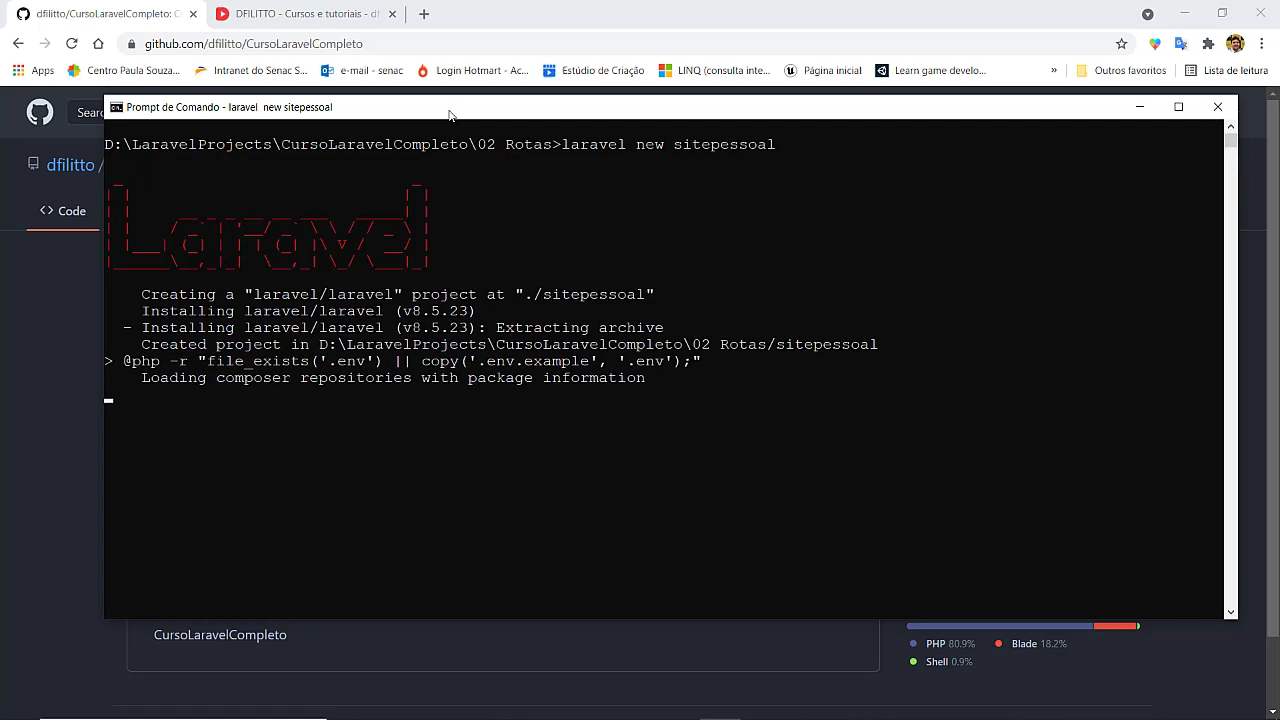 dfilitto/CursoLaravelCompleto: C
DFILITTO - Cursos e tutoriais - df
github.com/dfilitto/CursoLaravelCompleto
Apps
Centro Paula Souza...
Intranet do Senac S...
e-mail - senac
Login Hotmart - Ac...
Estúdio de Criação
LINQ (consulta inte...
Página inicial
Learn game develo...
»
Outros favoritos
Lista de leitura
Searc
Prompt de Comando - laravel  new sitepessoal
dfilitto /
<> Code
D:\LaravelProjects\CursoLaravelCompleto\02 Rotas>laravel new sitepessoal
Laravel
Creating a "laravel/laravel" project at "./sitepessoal"
Installing laravel/laravel (v8.5.23)
- Installing laravel/laravel (v8.5.23): Extracting archive
Created project in D:\LaravelProjects\CursoLaravelCompleto\02 Rotas/sitepessoal
> @php -r "file_exists('.env') || copy('.env.example', '.env');"
Loading composer repositories with package information
CursoLaravelCompleto
PHP 80.9%
Blade 18.2%
Shell 0.9%